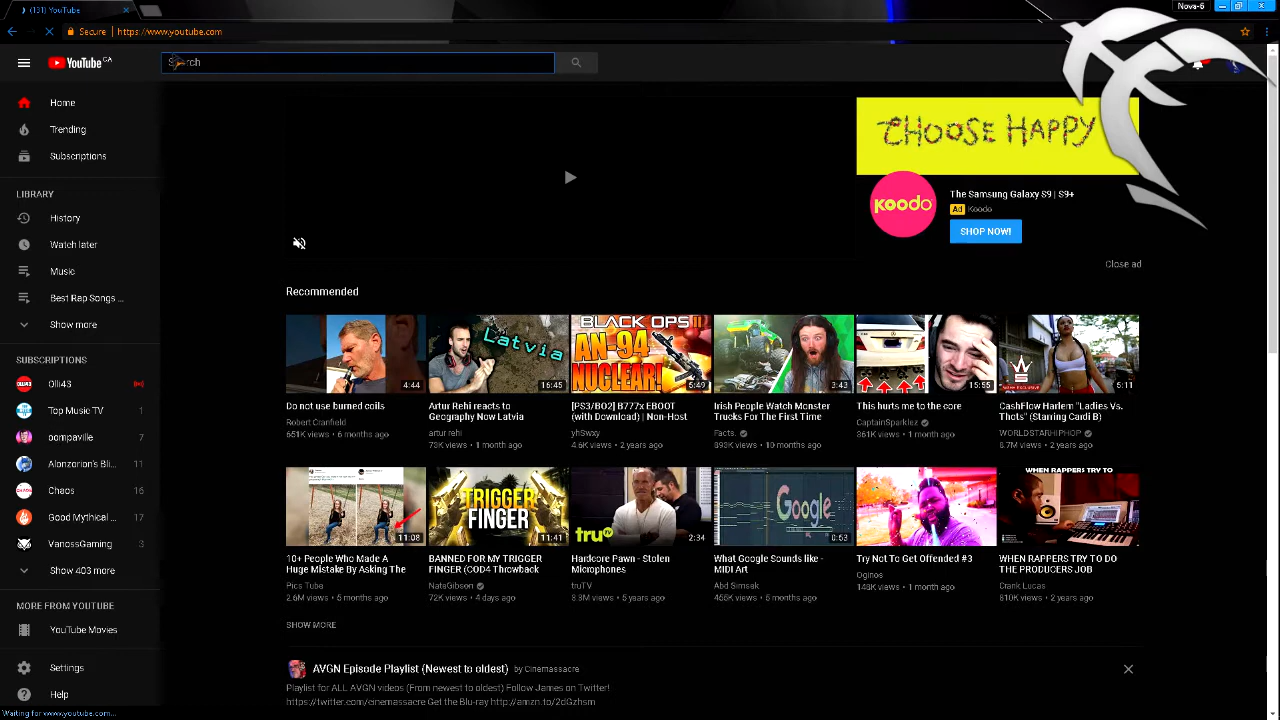 (131) YouTube
Nova-6
Secure https://www.youtube.com
YouTube CA
Search
Home
Trending
Subscriptions
LIBRARY
History
Watch later
Music
Best Rap Songs ...
Show more
SUBSCRIPTIONS
Olli43
Top Music TV 1
oompaville 7
Alanzorian's Bli... 11
Chaos 16
Good Mythical ... 17
VanossGaming 3
Show 403 more
MORE FROM YOUTUBE
YouTube Movies
Settings
Help
Waiting for www.youtube.com...
CHOOSE HAPPY
koodo
The Samsung Galaxy S9 | S9+
Ad Koodo
SHOP NOW!
Close ad
Recommended
4:44
Do not use burned coils
Robert Cranfield
651K views • 6 months ago
Latvia
16:45
Artur Rehi reacts to
Geography Now Latvia
artur rehi
73K views • 1 month ago
BLACK OPS II
AN-94
NUCLEAR!
5:49
[PS3/BO2] B777x EBOOT
(with Download) | Non-Host
yhSwxy
4.6K views • 2 years ago
3:43
Irish People Watch Monster
Trucks For The First Time
Facts.
393K views • 10 months ago
15:55
This hurts me to the core
CaptainSparklez
361K views • 1 month ago
5:11
CashFlow Harlem "Ladies Vs.
Thots" (Starring Cardi B)
WORLDSTARHIPHOP
6.7M views • 2 years ago
11:08
10+ People Who Made A
Huge Mistake By Asking The
Pics Tube
2.6M views • 5 months ago
TRIGGER
FINGER
11:41
BANNED FOR MY TRIGGER
FINGER (COD4 Throwback
NateGibson
72K views • 4 days ago
truTV
2:34
Hardcore Pawn - Stolen
Microphones
truTV
3.3M views • 5 years ago
Google
0:53
What Google Sounds like -
MIDI Art
Abd Simsek
455K views • 5 months ago
Try Not To Get Offended #3
Oginos
143K views • 1 month ago
WHEN RAPPERS TRY TO
WHEN RAPPERS TRY TO DO
THE PRODUCERS JOB
Crank Lucas
810K views • 2 years ago
SHOW MORE
AVGN Episode Playlist (Newest to oldest) by Cinemassacre
Playlist for ALL AVGN videos (From newest to oldest) Follow James on Twitter!
https://twitter.com/cinemassacre Get the Blu-ray http://amzn.to/2dGzhsm